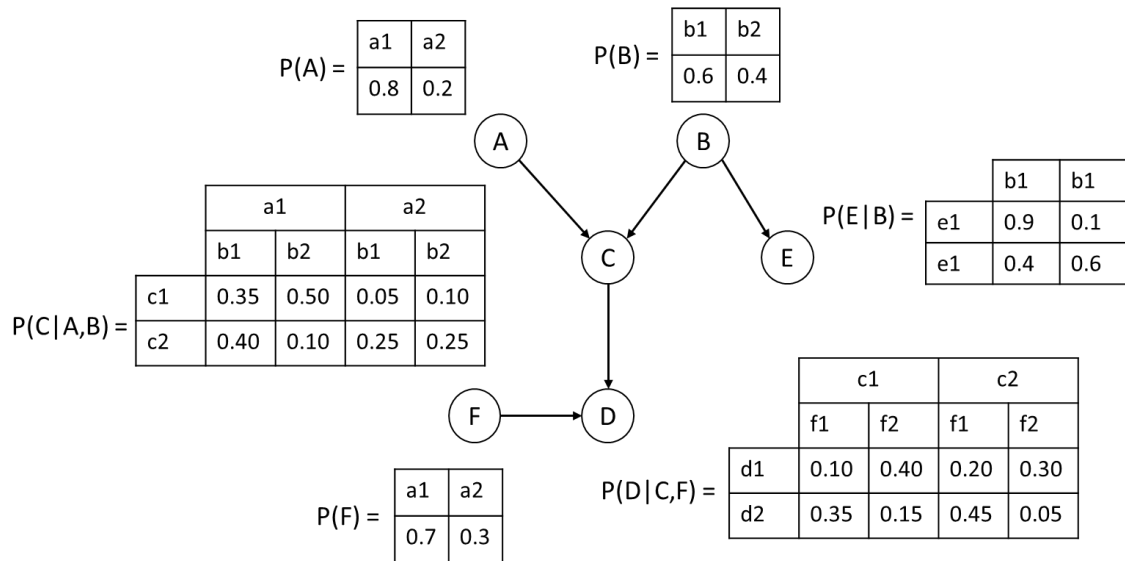 P(A) =
a1 a2
0.8 0.2
P(B) =
b1 b2
0.6 0.4
A
B
P(C|A,B) =
a1 a2
b1 b2 b1 b2
c1 0.35 0.50 0.05 0.10
c2 0.40 0.10 0.25 0.25
C
E
P(E|B) =
b1 b1
e1 0.9 0.1
e1 0.4 0.6
F
D
P(F) =
a1 a2
0.7 0.3
P(D|C,F) =
c1 c2
f1 f2 f1 f2
d1 0.10 0.40 0.20 0.30
d2 0.35 0.15 0.45 0.05